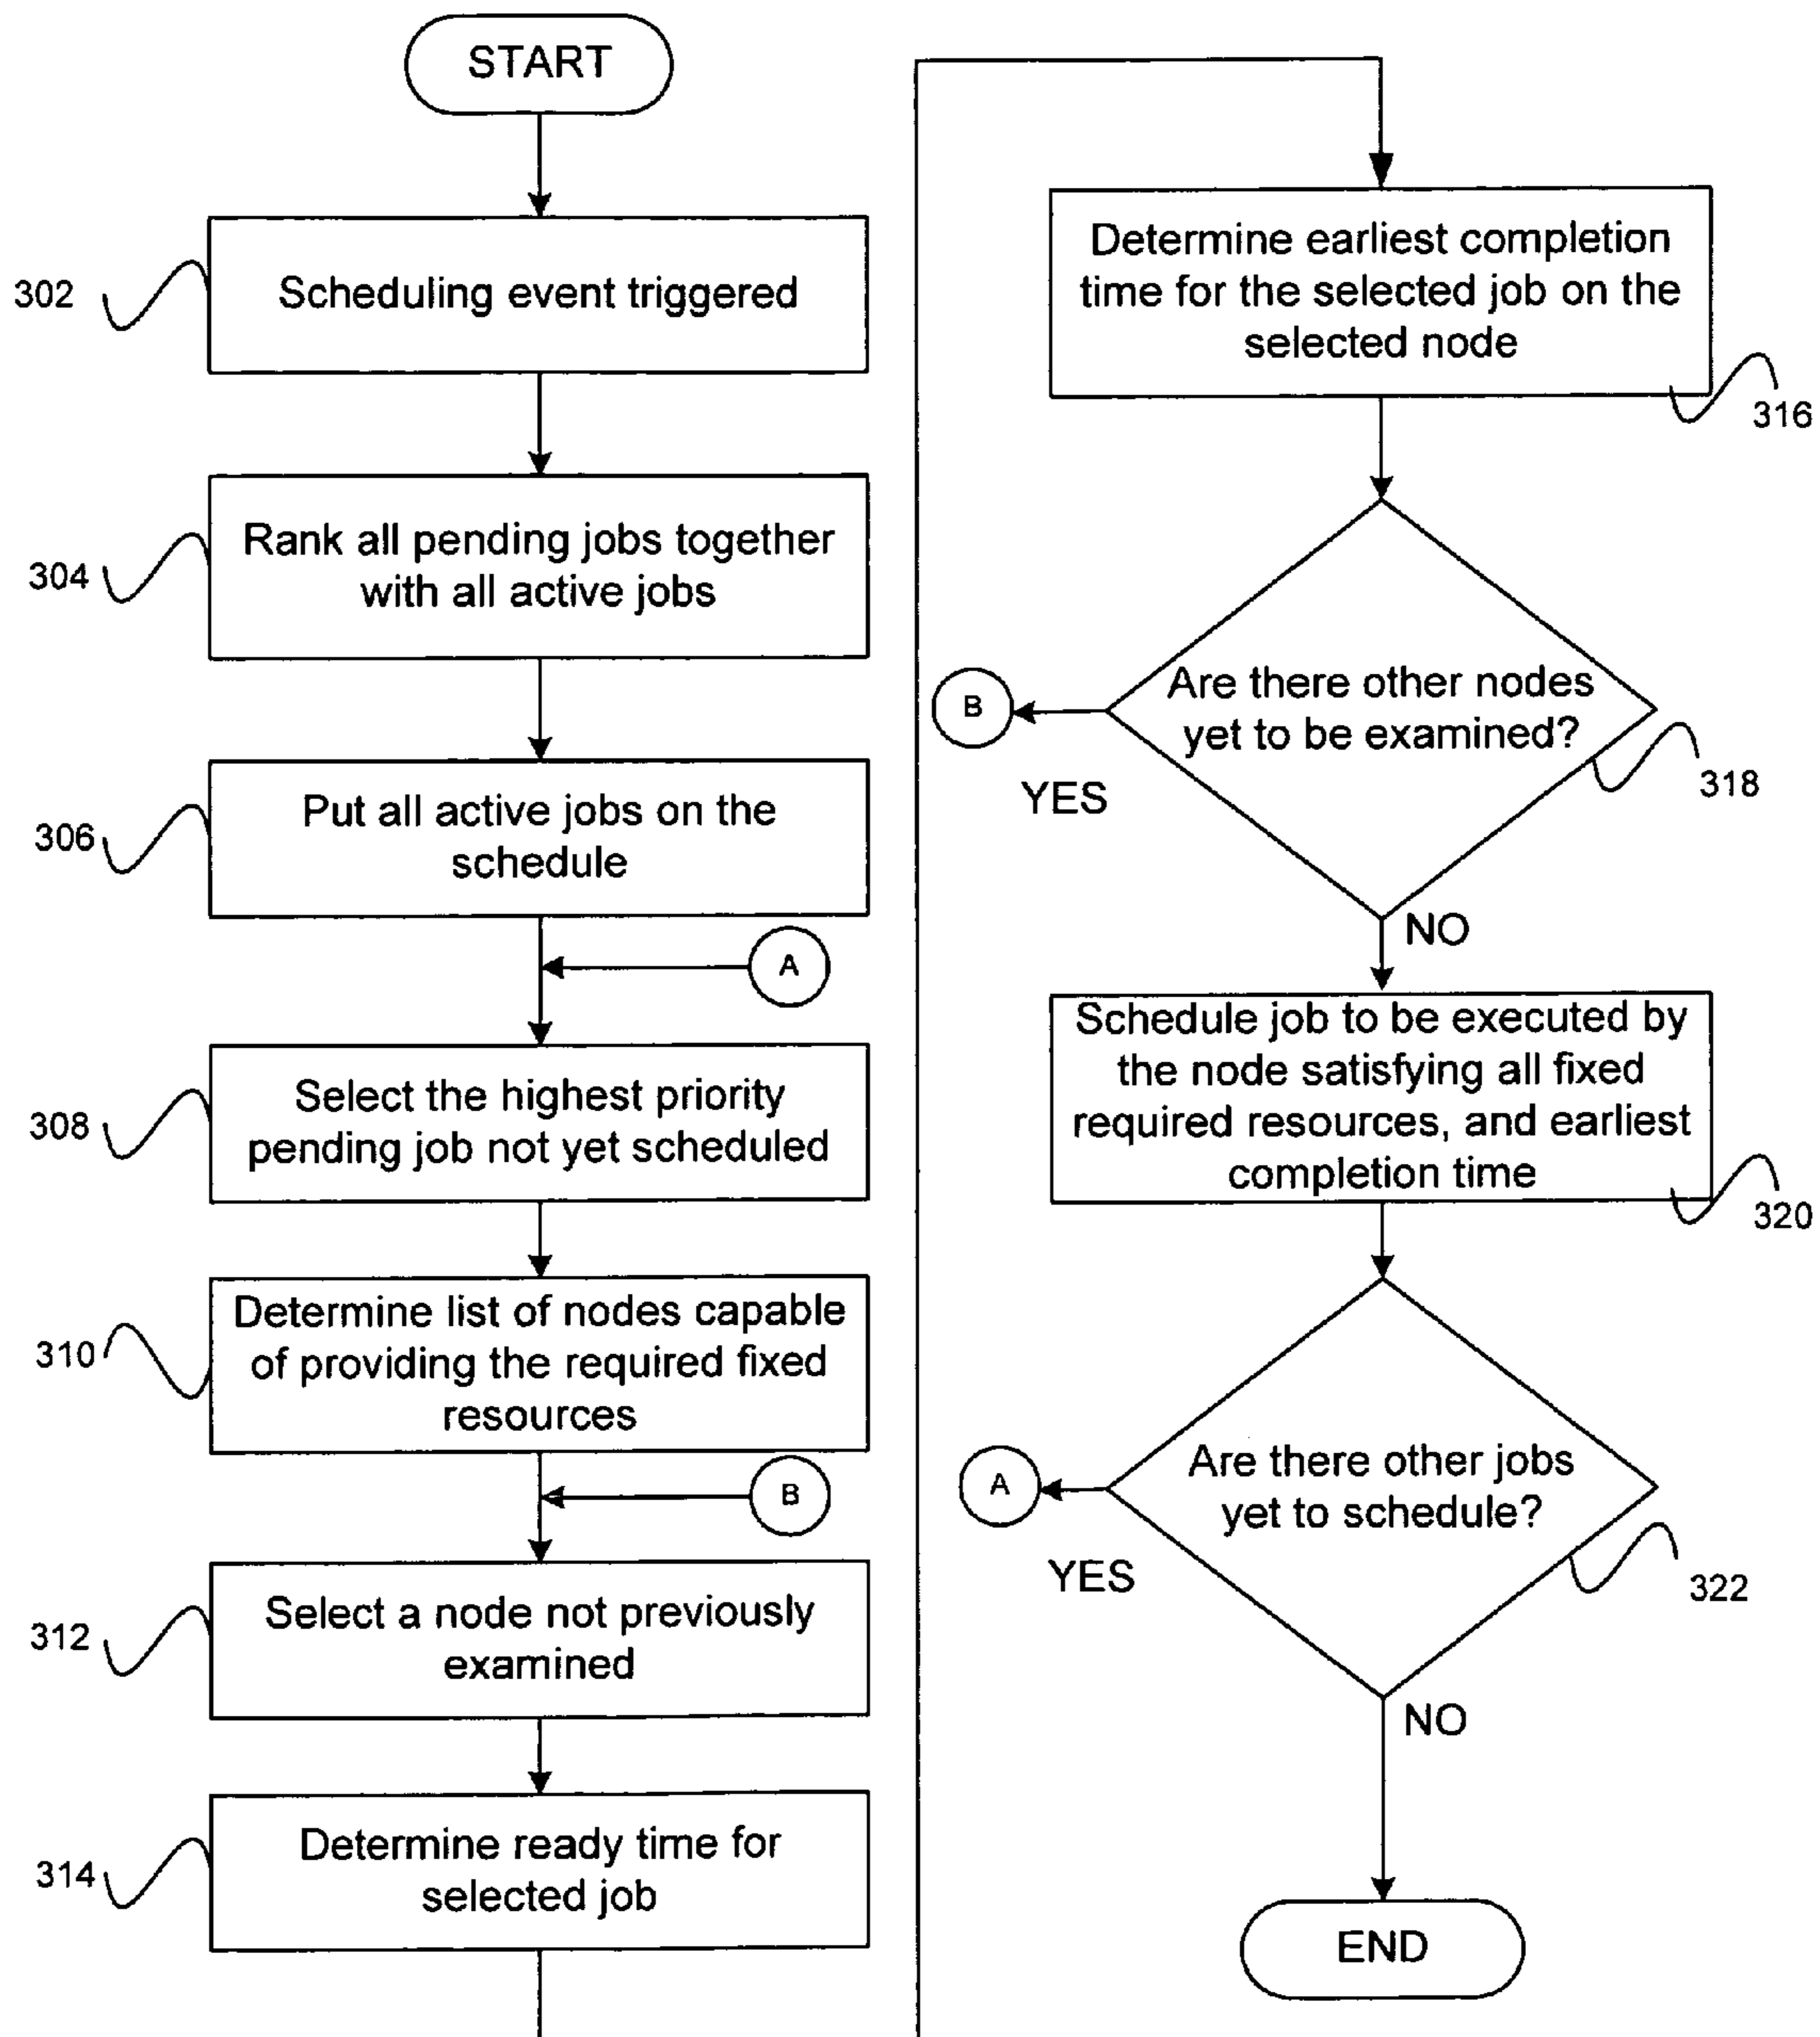 START
302
Scheduling event triggered
304
Rank all pending jobs together
with all active jobs
306
Put all active jobs on the
schedule
A
308
Select the highest priority
pending job not yet scheduled
310
Determine list of nodes capable
of providing the required fixed
resources
B
312
Select a node not previously
examined
314
Determine ready time for
selected job
Determine earliest completion
time for the selected job on the
selected node
316
Are there other nodes
yet to be examined?
318
B
YES
NO
Schedule job to be executed by
the node satisfying all fixed
required resources, and earliest
completion time
320
Are there other jobs
yet to schedule?
322
A
YES
NO
END